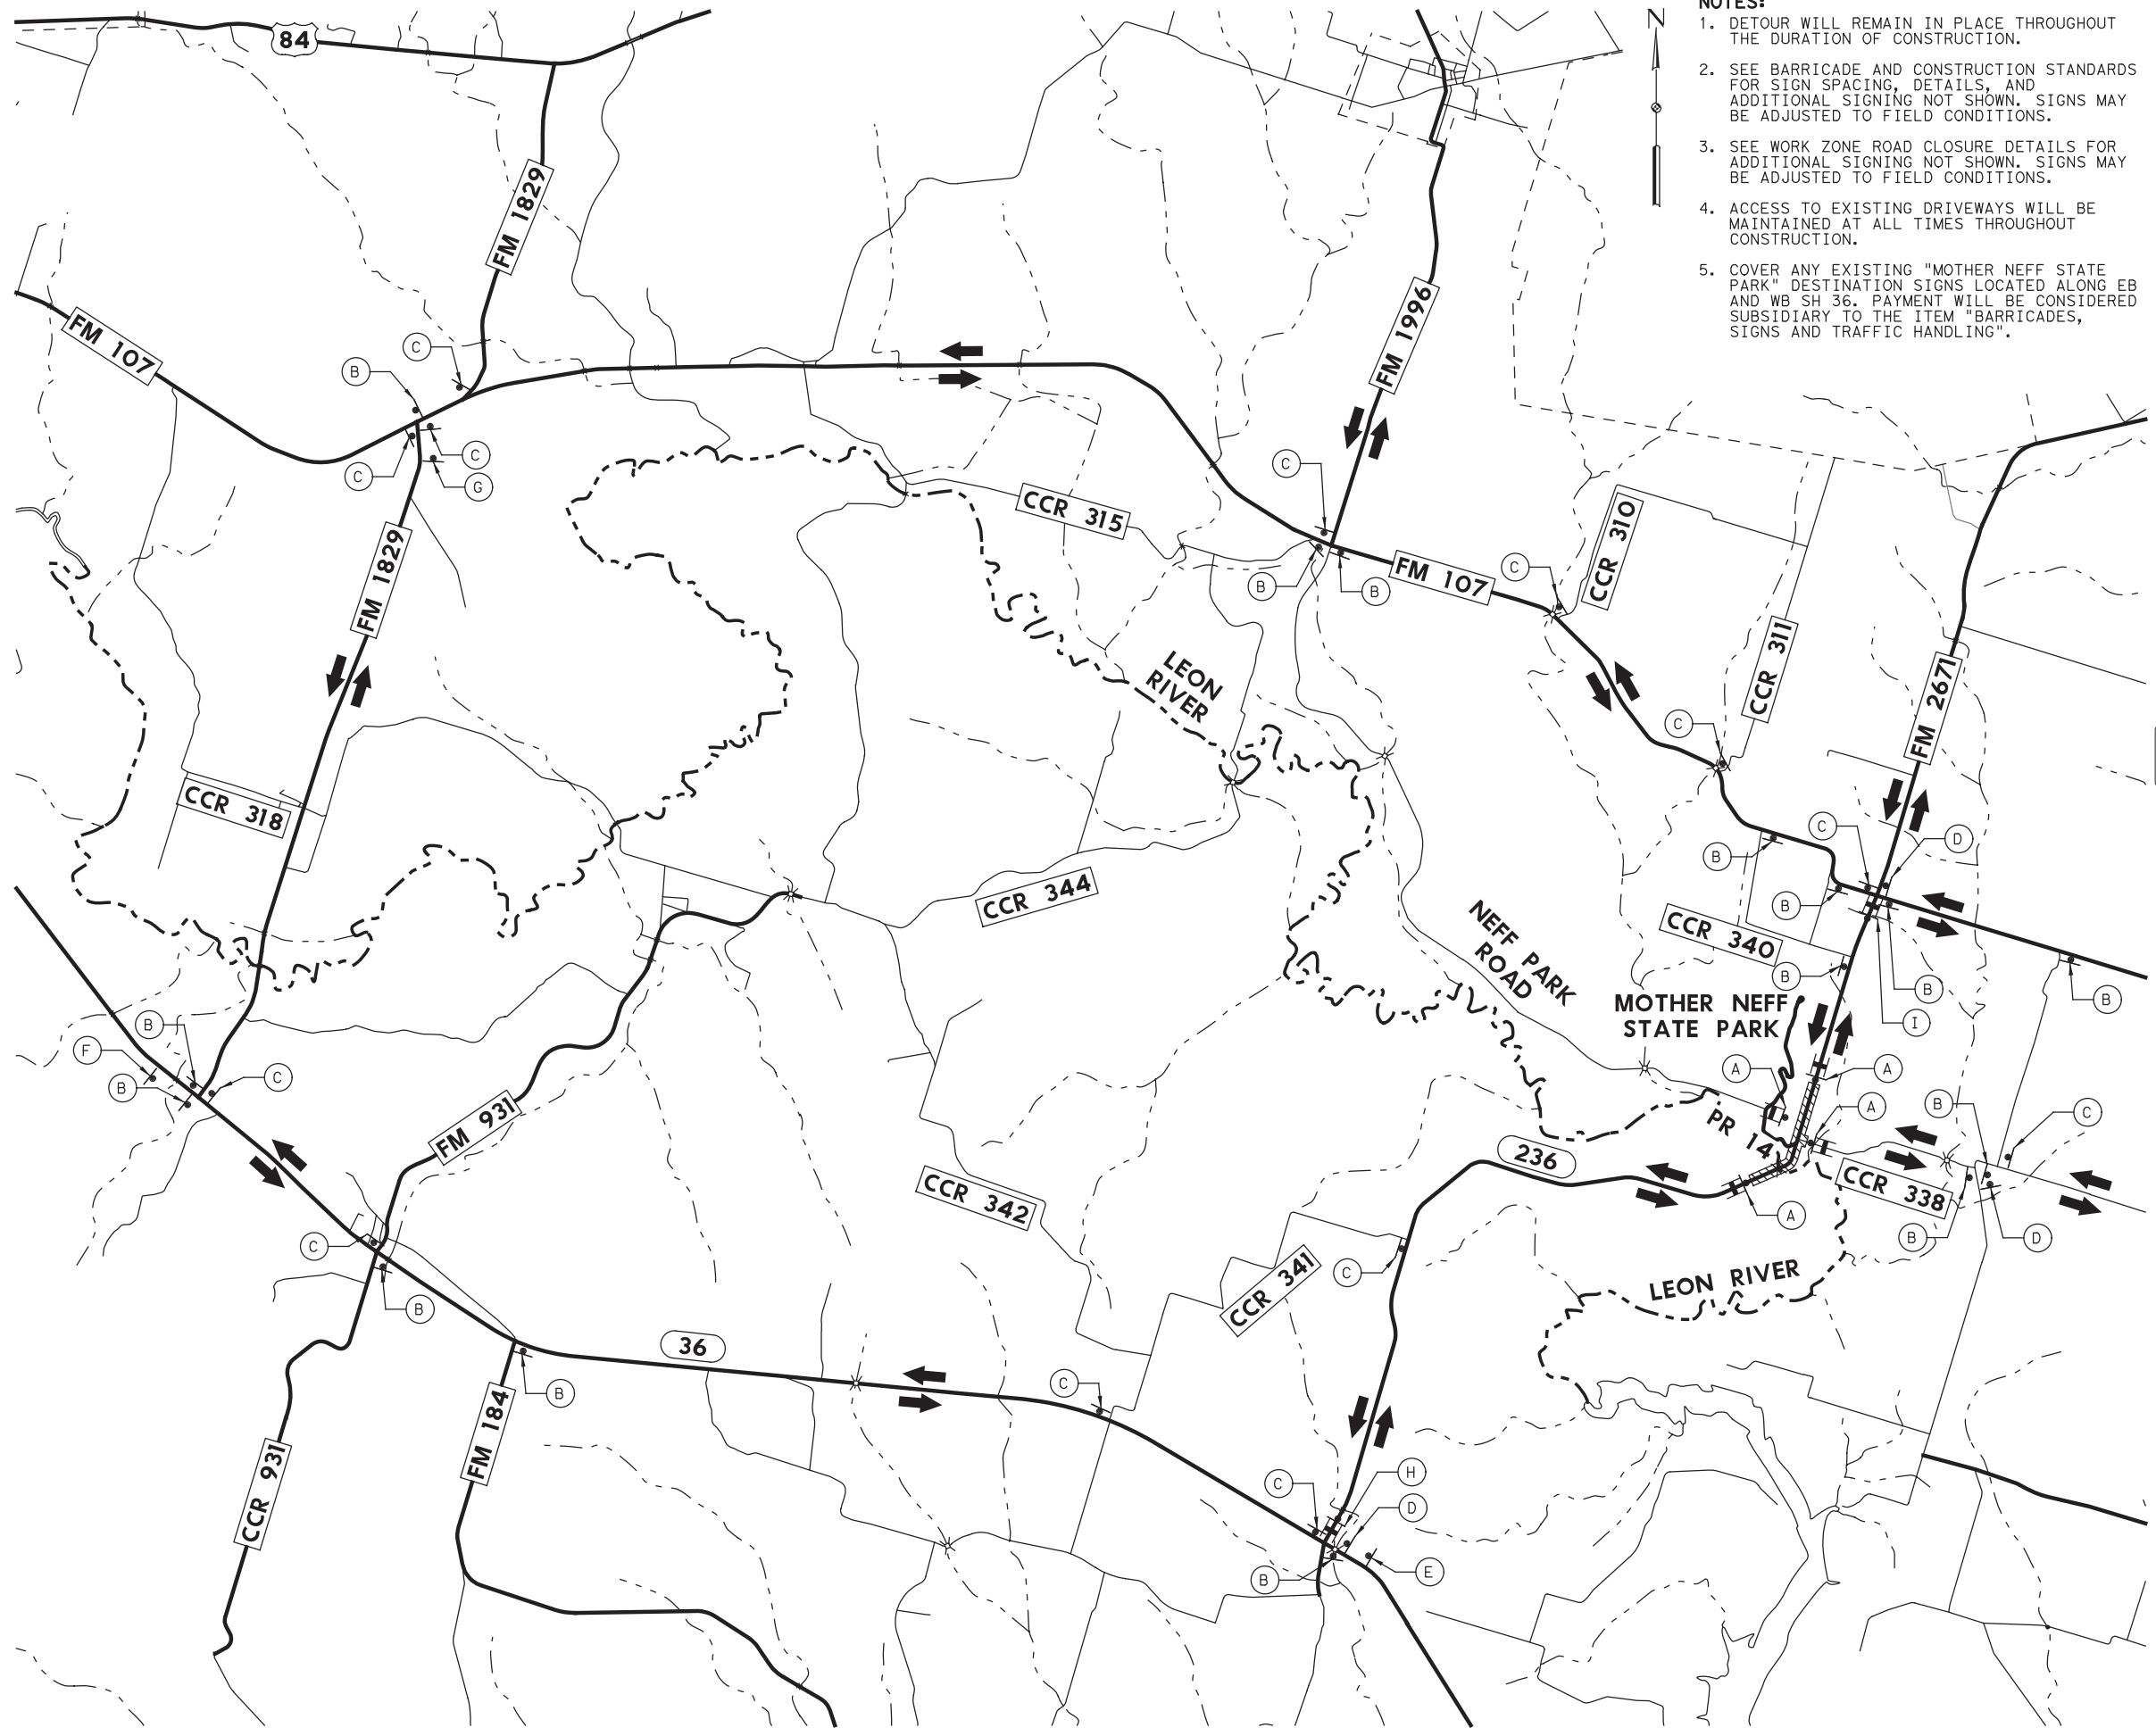 NOTES:
N
1. DETOUR WILL REMAIN IN PLACE THROUGHOUT
THE DURATION OF CONSTRUCTION.
2. SEE BARRICADE AND CONSTRUCTION STANDARDS
FOR SIGN SPACING, DETAILS, AND
ADDITIONAL SIGNING NOT SHOWN. SIGNS MAY
BE ADJUSTED TO FIELD CONDITIONS.
3. SEE WORK ZONE ROAD CLOSURE DETAILS FOR
ADDITIONAL SIGNING NOT SHOWN. SIGNS MAY
BE ADJUSTED TO FIELD CONDITIONS.
4. ACCESS TO EXISTING DRIVEWAYS WILL BE
MAINTAINED AT ALL TIMES THROUGHOUT
CONSTRUCTION.
5. COVER ANY EXISTING "MOTHER NEFF STATE
PARK" DESTINATION SIGNS LOCATED ALONG EB
AND WB SH 36. PAYMENT WILL BE CONSIDERED
SUBSIDIARY TO THE ITEM "BARRICADES,
SIGNS AND TRAFFIC HANDLING".
84
FM 1829
FM 1996
FM 107
C
B
C
C
G
C
CCR 315
B
B
FM 107
C
CCR 310
FM 1829
LEON
RIVER
CCR 311
FM 2671
C
CCR 318
C
D
B
CCR 344
B
NEFF PARK
ROAD
CCR 340
B
B
B
I
MOTHER NEFF
STATE PARK
B
F
B
C
A
A
A
B
C
FM 931
PR 14
236
CCR 338
CCR 342
A
B
D
C
C
CCR 341
LEON RIVER
B
36
B
C
FM 184
CCR 931
C
H
D
B
E